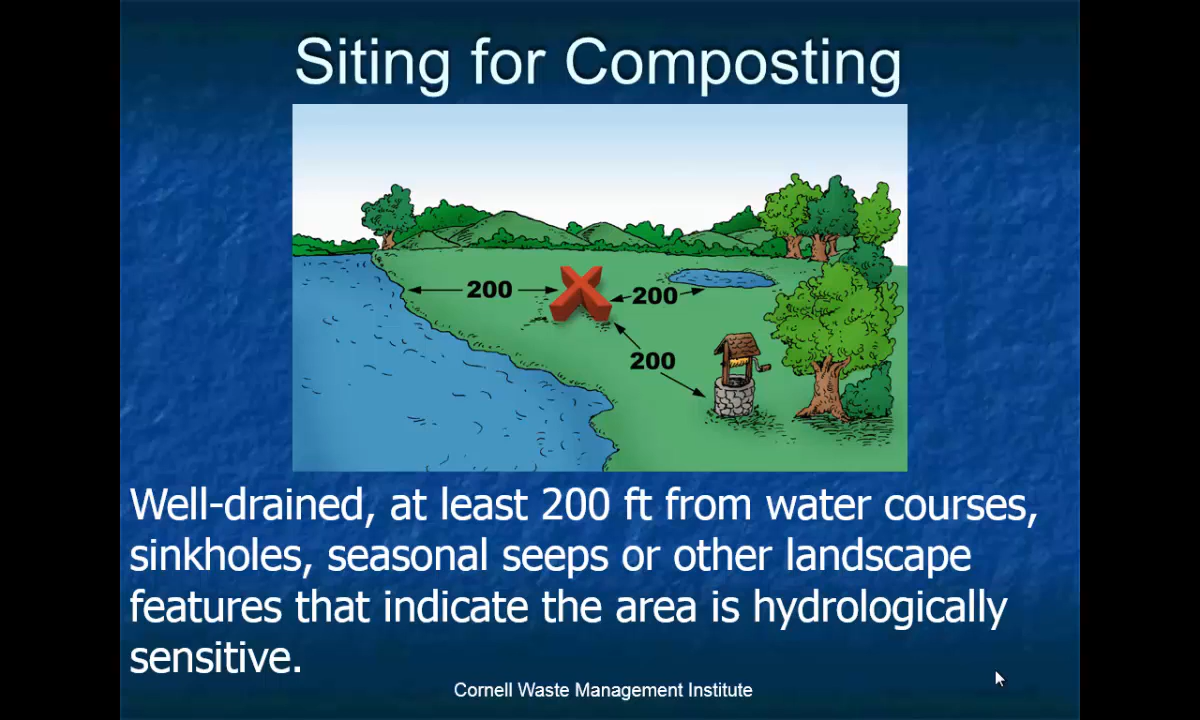 Siting for Composting
200
200
200
Well-drained, at least 200 ft from water courses,
sinkholes, seasonal seeps or other landscape
features that indicate the area is hydrologically
sensitive.
Cornell Waste Management Institute